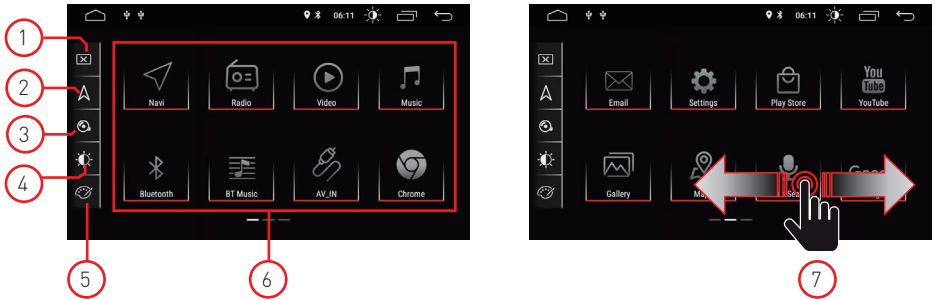 06:11
06:11
1
2
3
4
Navi Radio Video Music
Bluetooth BT Music AV_IN Chrome
Email Settings Play Store YouTube
You
Tube
Gallery
5
6
7